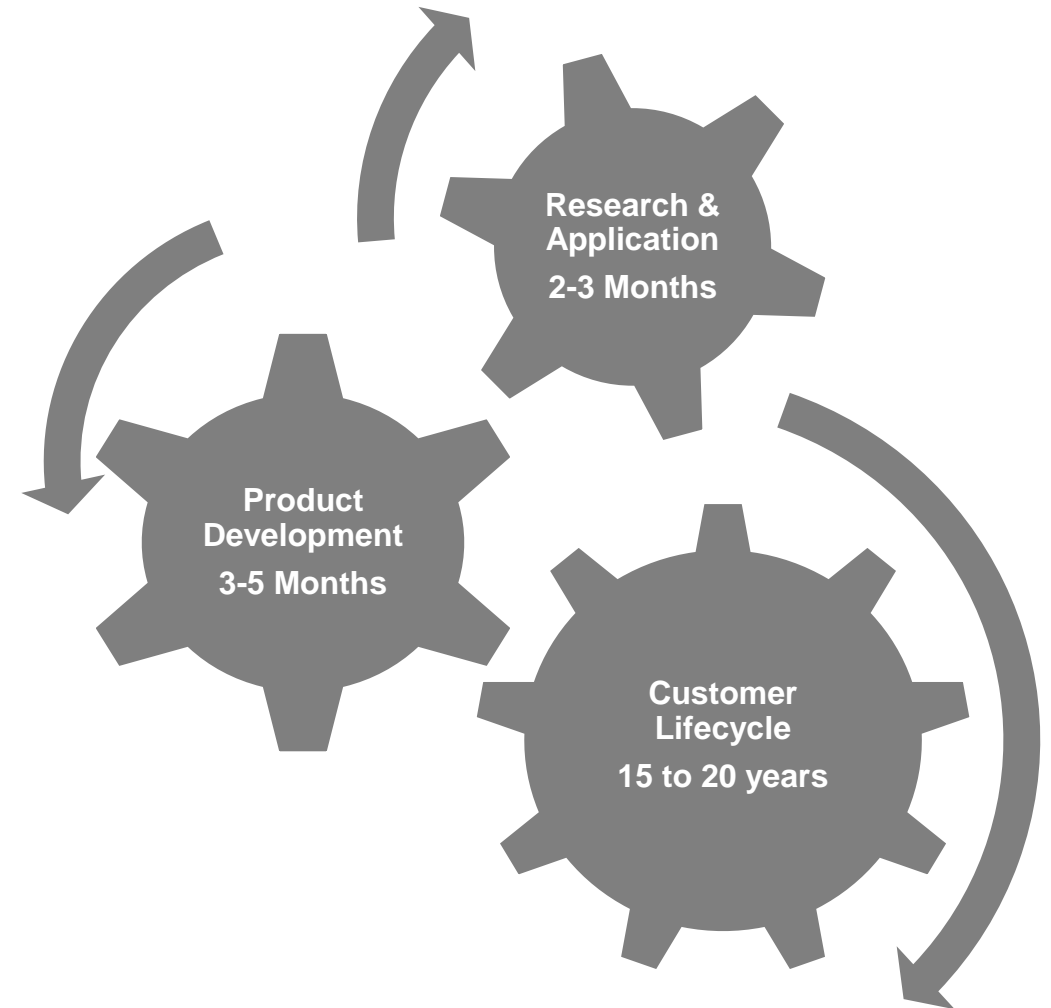 Research &
Application
2-3 Months
Product
Development
3-5 Months
Customer
Lifecycle
15 to 20 years